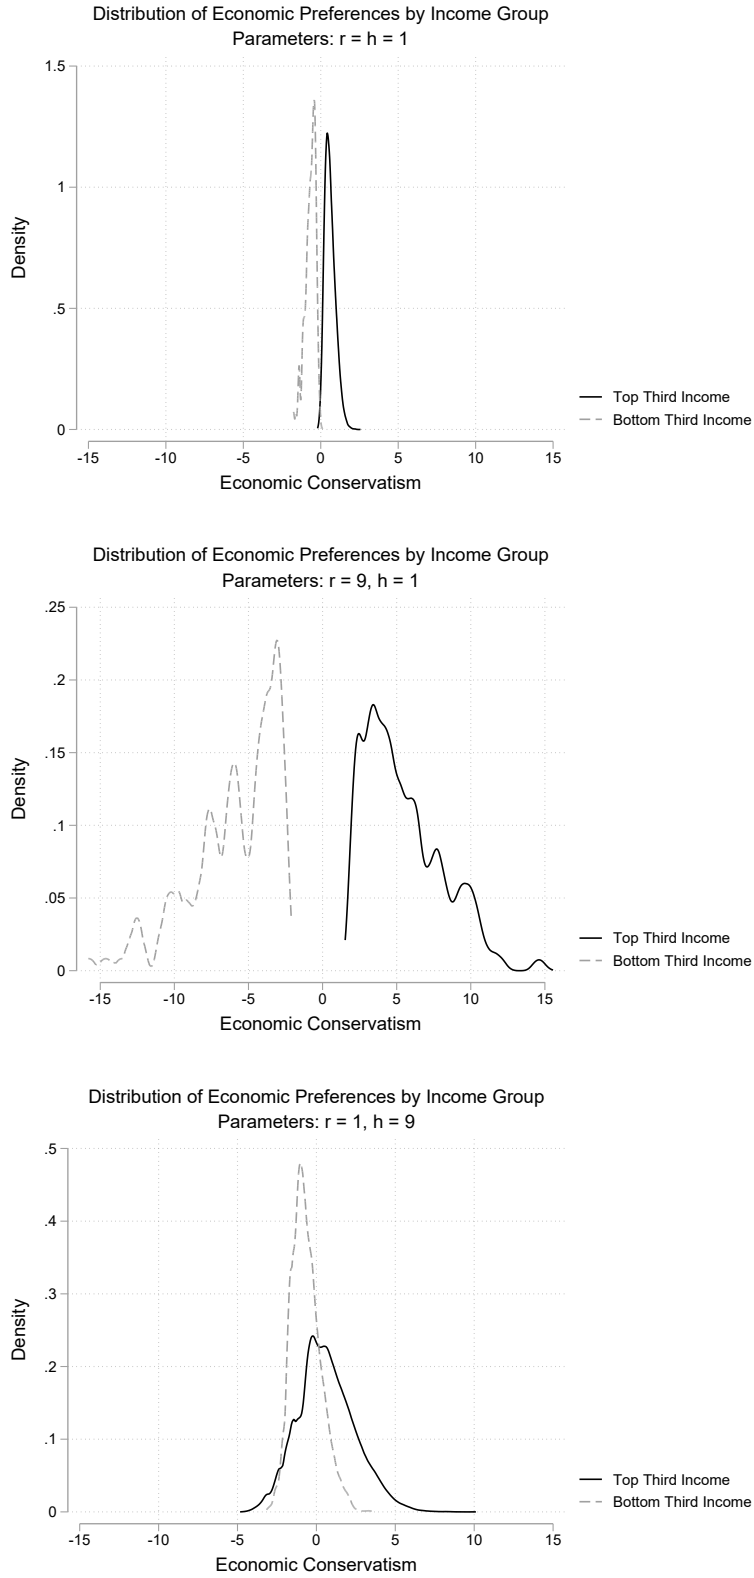 Distribution of Economic Preferences by Income Group
Parameters: r = h = 1
1.5
1
.5
0
Density
-15 -10 -5 0 5 10 15
Economic Conservatism
Top Third Income
Bottom Third Income
Distribution of Economic Preferences by Income Group
Parameters: r = 9, h = 1
.25
.2
.15
.1
.05
0
Density
-15 -10 -5 0 5 10 15
Economic Conservatism
Top Third Income
Bottom Third Income
Distribution of Economic Preferences by Income Group
Parameters: r = 1, h = 9
.5
.4
.3
.2
.1
0
Density
-15 -10 -5 0 5 10 15
Economic Conservatism
Top Third Income
Bottom Third Income